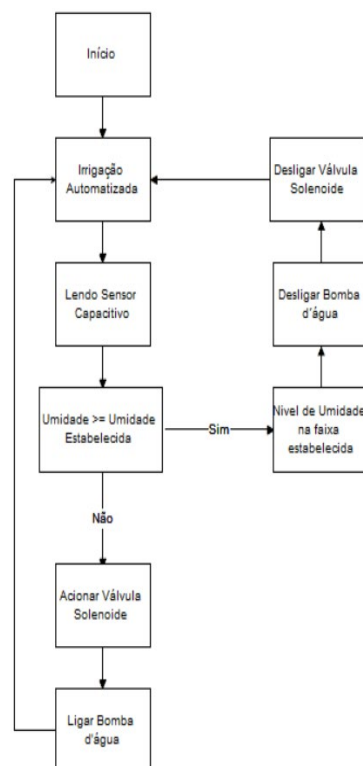 Início
Irrigação
Automatizada
Desligar Válvula
Solenoide
Lendo Sensor
Capacitivo
Desligar Bomba
d'água
Umidade >= Umidade
Estabelecida
Sim
Nivel de Umidade
na faixa
estabelecida
Não
Acionar Válvula
Solenoide
Ligar Bomba
d'água